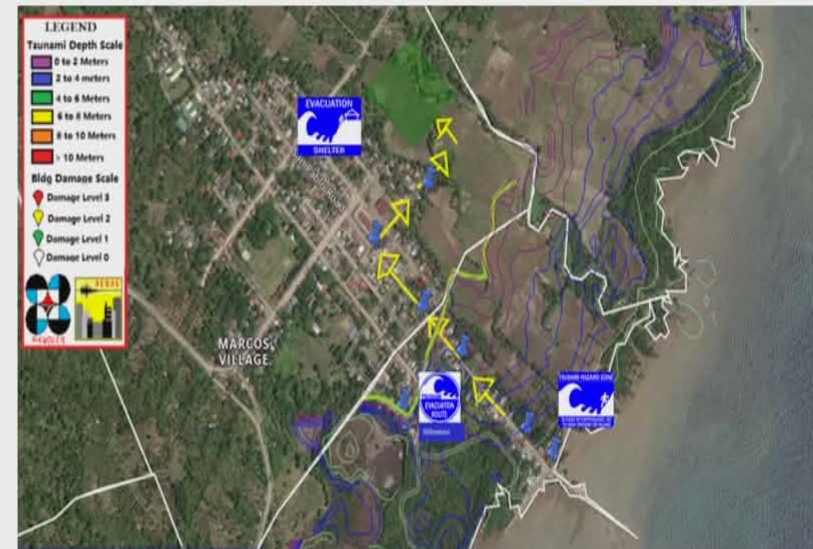 LEGEND
Tsunami Depth Scale
0 to 2 Meters
2 to 4 meters
4 to 6 Meters
6 to 8 Meters
8 to 10 Meters
> 10 Meters
Bldg Damage Scale
Damage Level 3
Damage Level 2
Damage Level 1
Damage Level 0
PHIVOLCS
REDAS
EVACUATION
SHELTER
MARCOS
VILLAGE
EVACUATION
ROUTE
TSUNAMI HAZARD ZONE